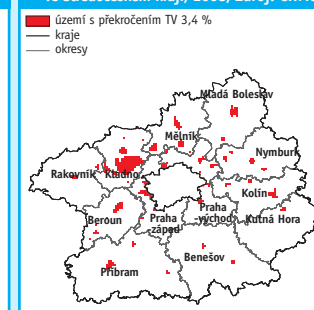 území s překročením TV 3,4 %
kraje
okresy
Mladá Boleslav
Mělník
Nymburk
Rakovník
Kladno
Kolín
Praha
-východ
Kutná Hora
Beroun
Praha
-západ
Benešov
Příbram